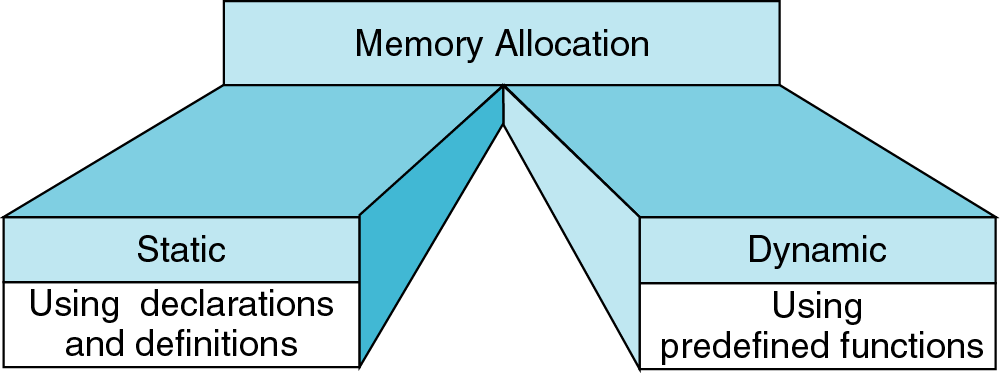 Memory Allocation
Static
Using declarations
and definitions
Dynamic
Using
predefined functions